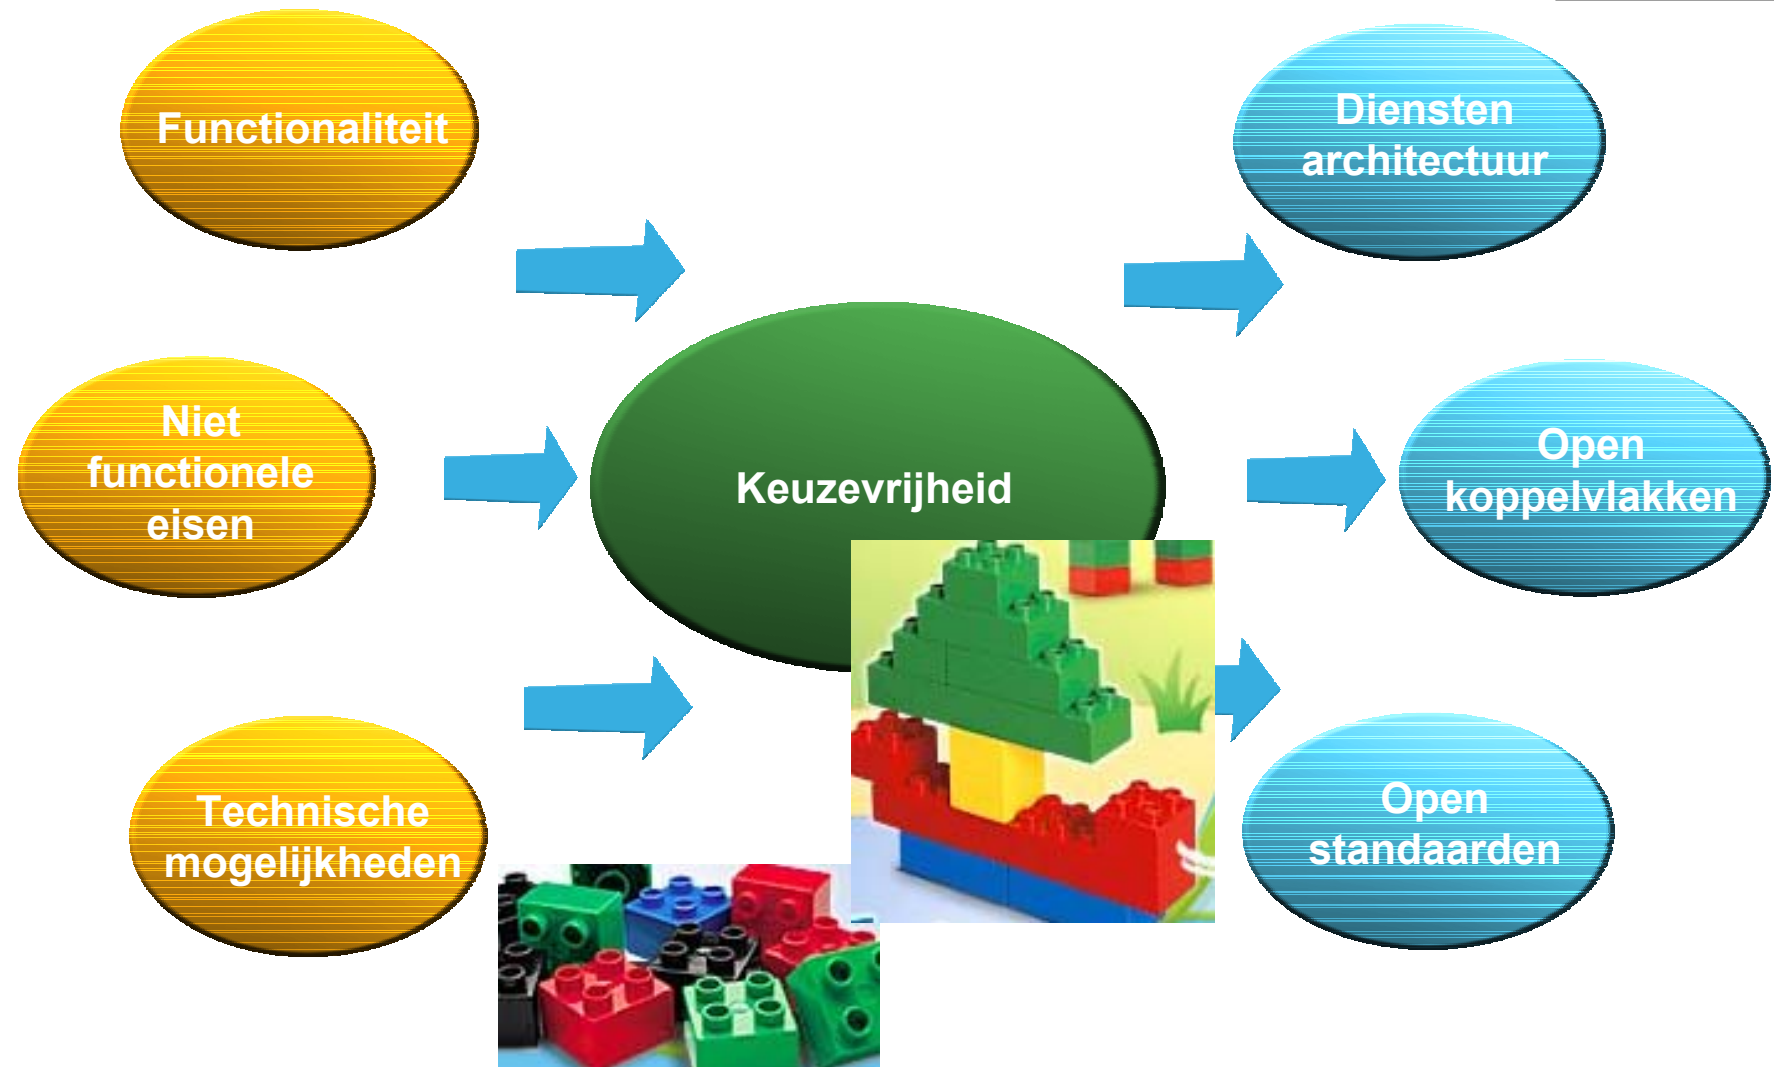 Functionaliteit
Niet
functionele
eisen
Technische
mogelijkheden
Keuzevrijheid
Diensten
architectuur
Open
koppelvlakken
Open
standaarden